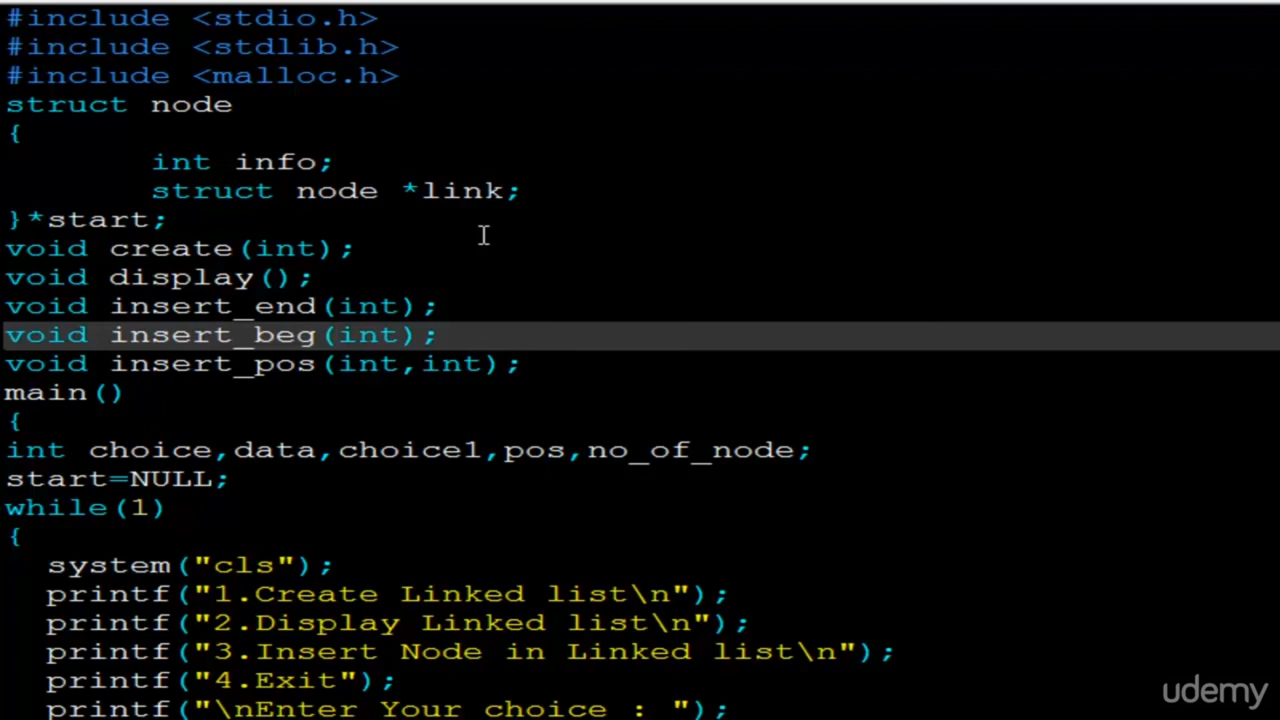 #include <stdio.h>
#include <stdlib.h>
#include <malloc.h>
struct node
{
        int info;
        struct node *link;
}*start;
void create(int);
void display();
void insert_end(int);
void insert_beg(int);
void insert_pos(int,int);
main()
{
int choice,data,choice1,pos,no_of_node;
start=NULL;
while(1)
{
  system("cls");
  printf("1.Create Linked list\n");
  printf("2.Display Linked list\n");
  printf("3.Insert Node in Linked list\n");
  printf("4.Exit");
  printf("\nEnter Your choice : ");
udemy